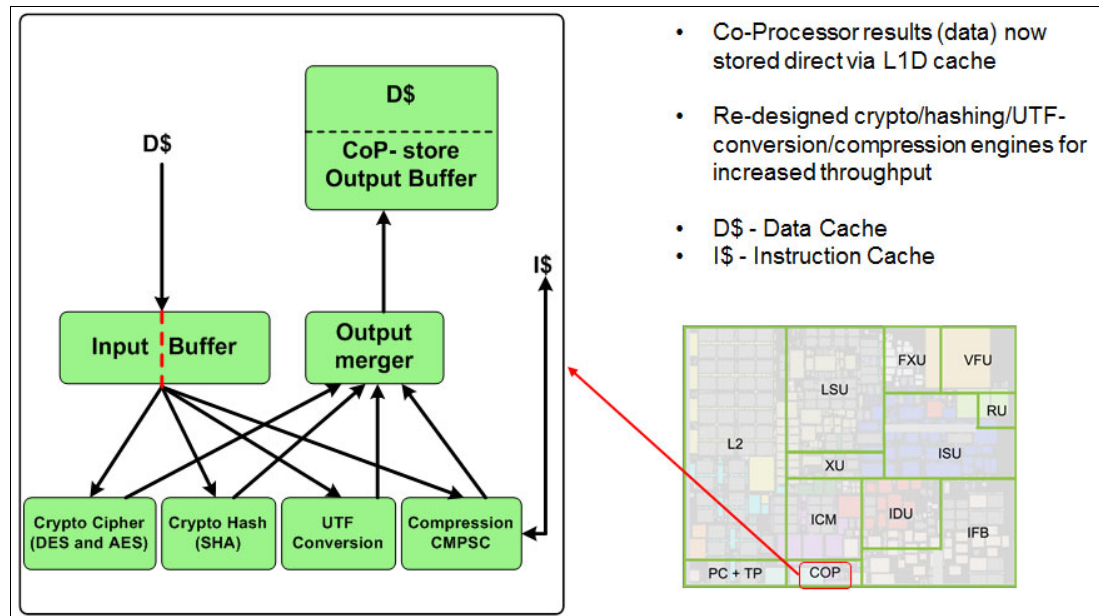 D$
CoP- store
Output Buffer
D$
I$
Input Buffer
Output
merger
Crypto Cipher
(DES and AES)
Crypto Hash
(SHA)
UTF
Conversion
Compression
CMPSC
• Co-Processor results (data) now
stored direct via L1D cache
• Re-designed crypto/hashing/UTF-
conversion/compression engines for
increased throughput
• D$ - Data Cache
• I$ - Instruction Cache
FXU
VFU
LSU
RU
L2
ISU
XU
ICM
IDU
IFB
PC + TP
COP